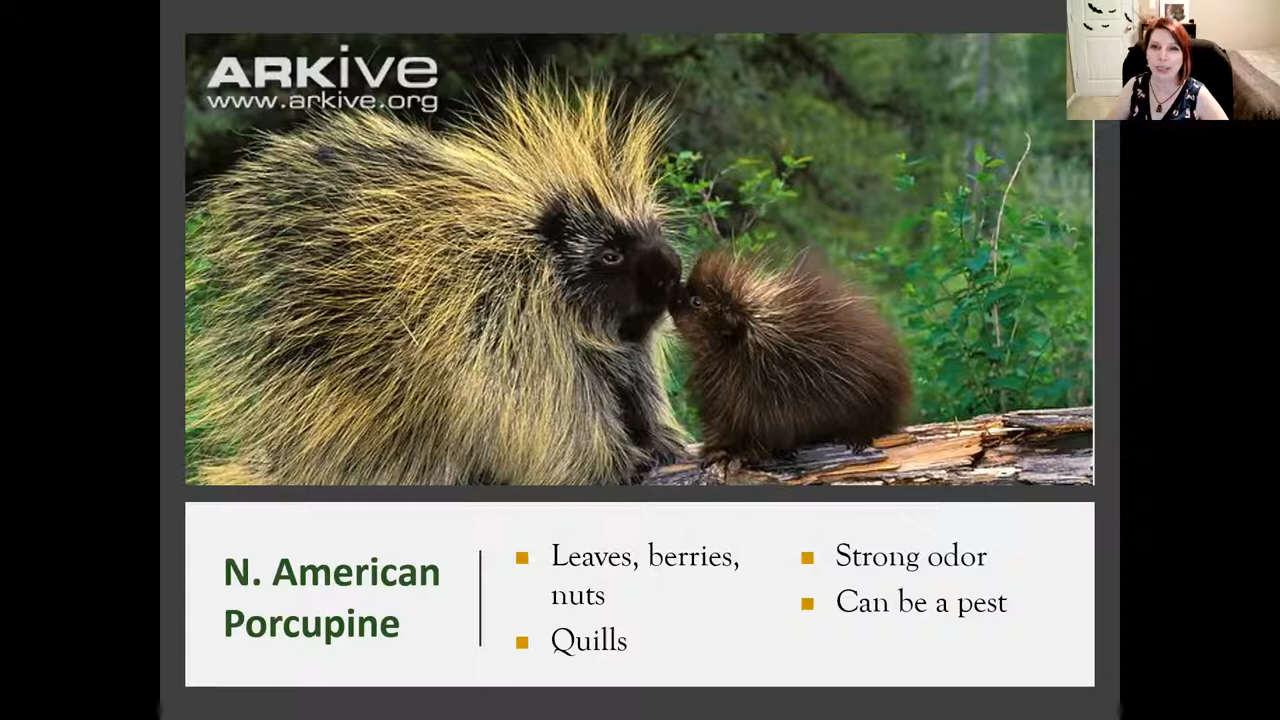 ARKive
www.arkive.org
N. American
Porcupine
Leaves, berries,
nuts
Quills
Strong odor
Can be a pest